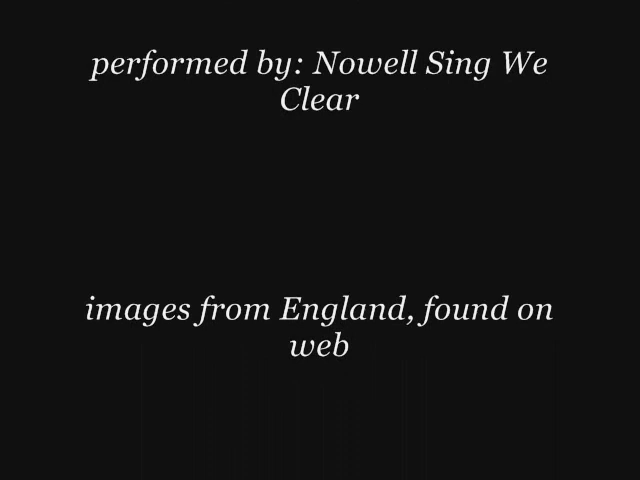 performed by: Nowell Sing We
Clear
images from England, found on
web